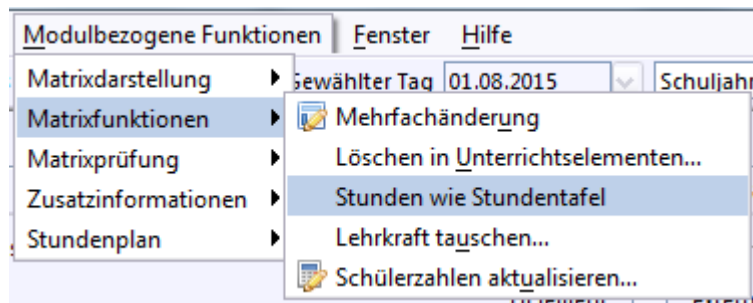 Modulbezogene Funktionen Fenster Hilfe
Matrixdarstellung Gewählter Tag 01.08.2015 Schuljahr
Matrixfunktionen Mehrfachänderung
Löschen in Unterrichtselementen...
Matrixprüfung
Zusatzinformationen Stunden wie Stundentafel
Stundenplan Lehrkraft tauschen...
Schülerzahlen aktualisieren...